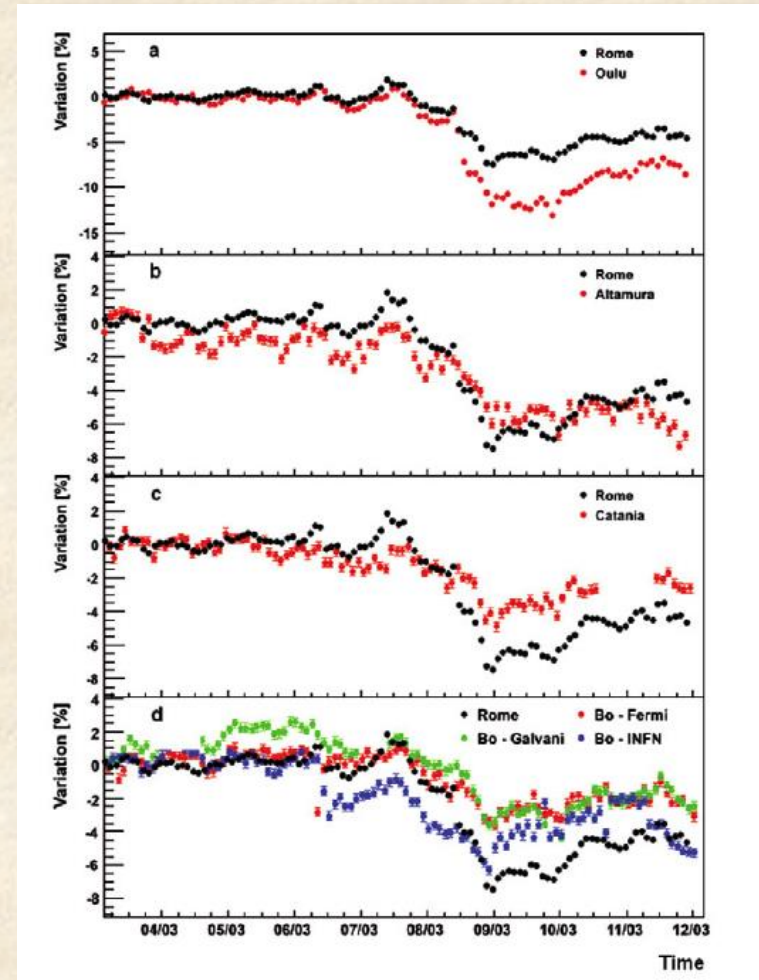 a
Rome
Oulu
Variation [%]
5
0
-5
-10
-15
b
Rome
Altamura
Variation [%]
4
2
0
-2
-4
-6
-8
c
Rome
Catania
Variation [%]
4
2
0
-2
-4
-6
-8
d
Rome Bo - Fermi
Bo - Galvani Bo - INFN
Variation [%]
4
2
0
-2
-4
-6
-8
04/03 05/03 06/03 07/03 08/03 09/03 10/03 11/03 12/03
Time